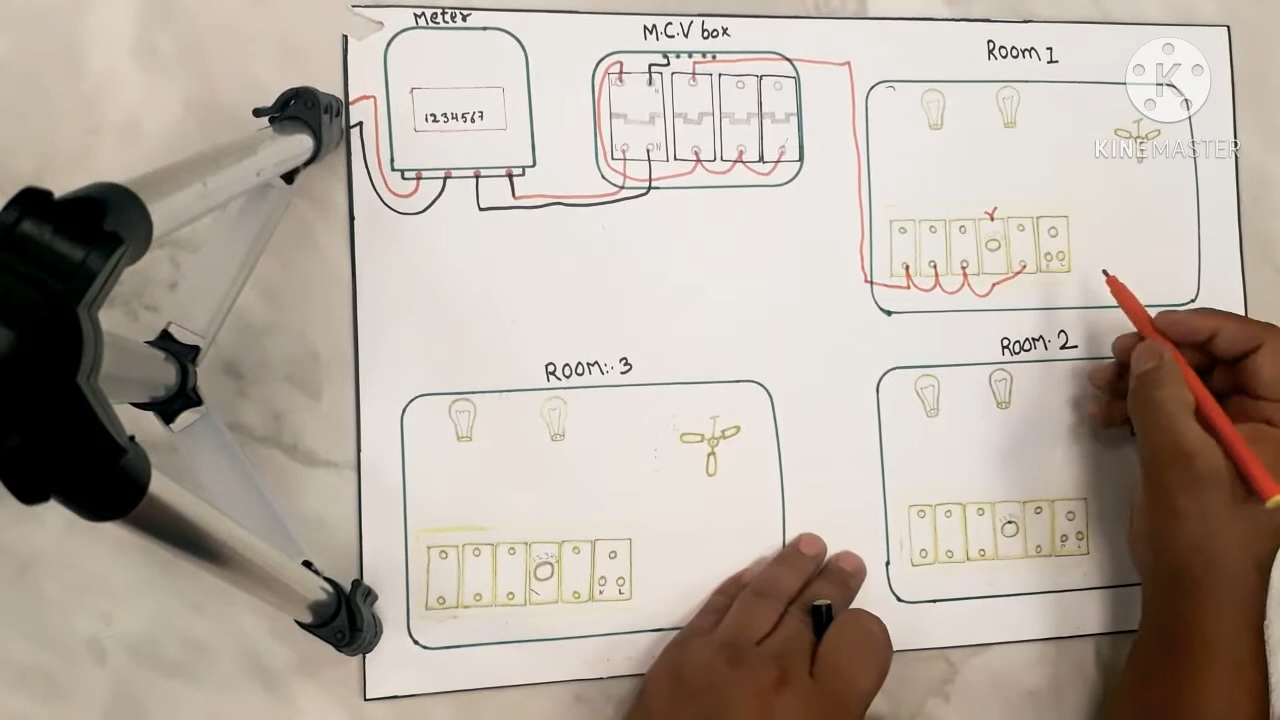 Meter
M.C.V box
Room 1
K
KINEMASTER
1234567
L N
L N
r
ROOM. 2
ROOM:. 3
N L
N L